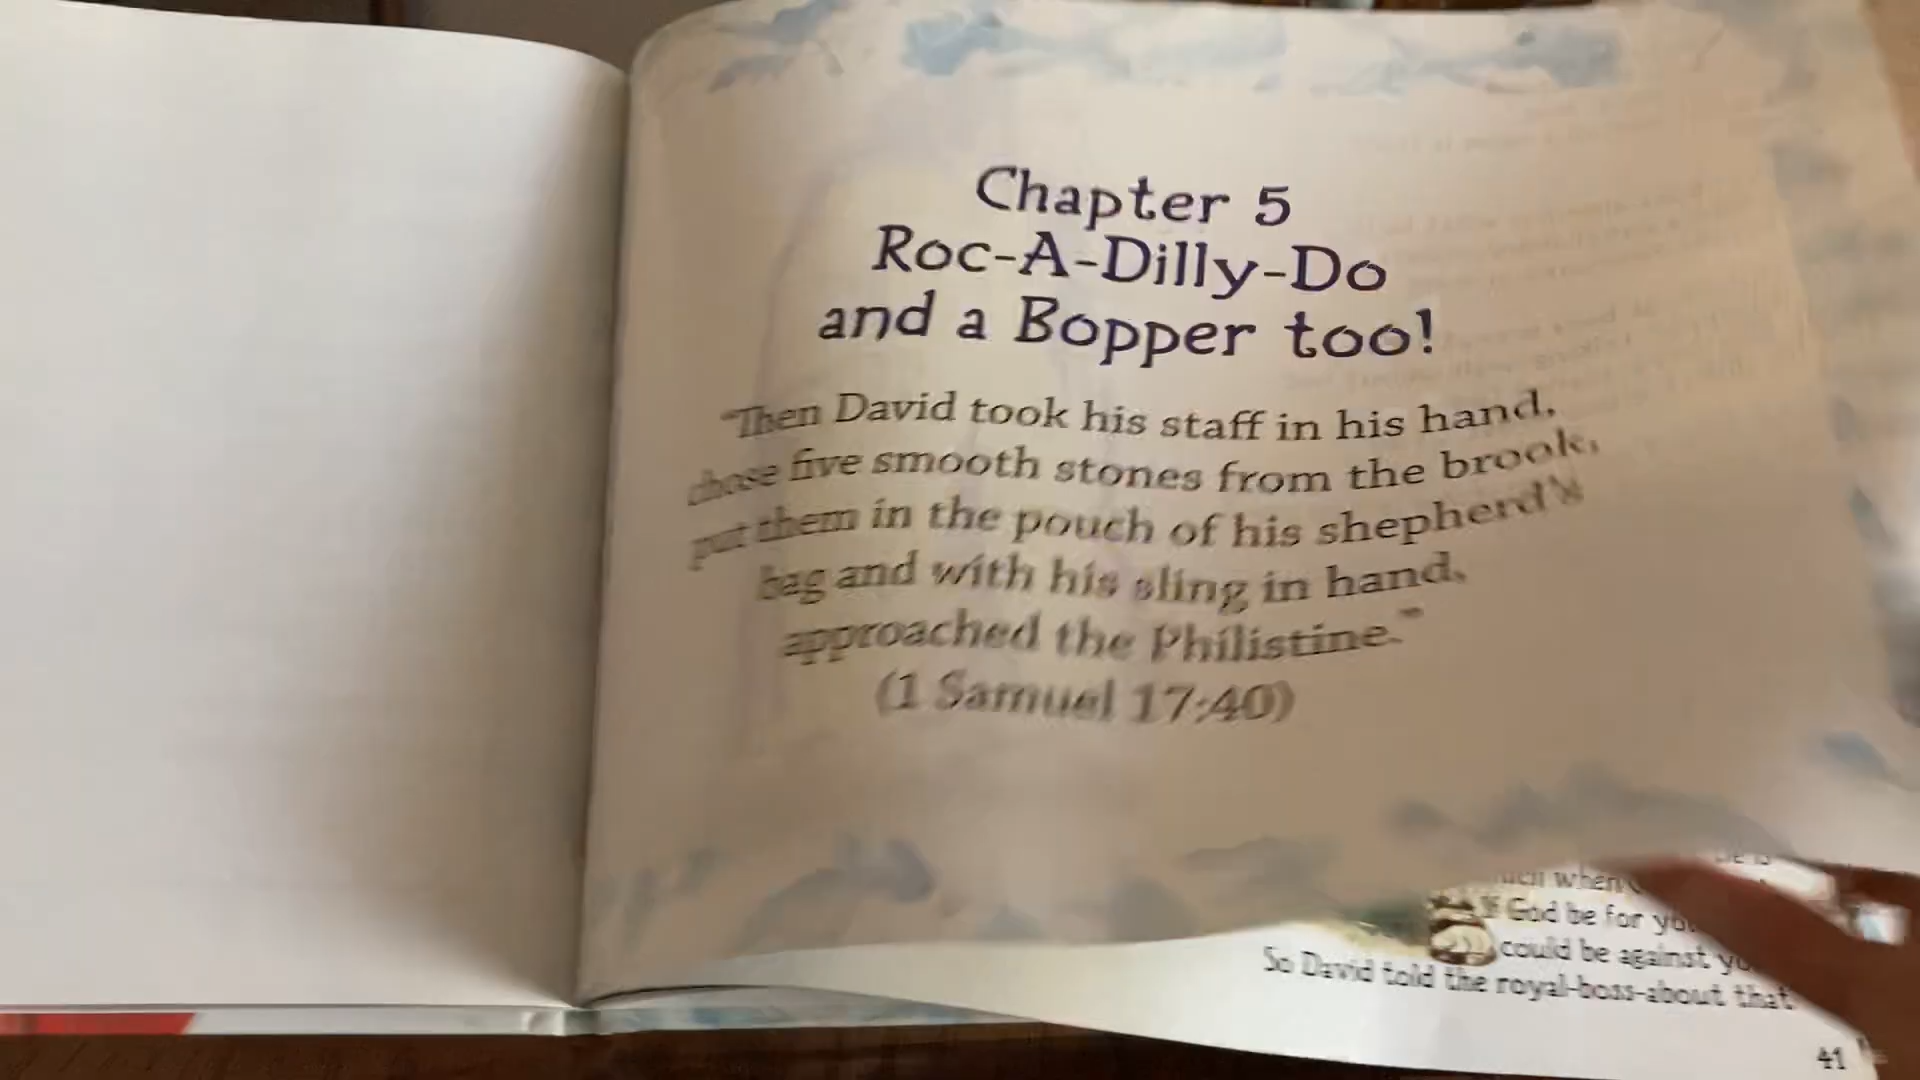 Chapter 5
Roc-A-Dilly-Do
and a Bopper too!
"Then David took his staff in his hand,
chose five smooth stones from the brook,
put them in the pouch of his shepherd's
bag and with his sling in hand,
approached the Philistine."
(1 Samuel 17:40)
when
If God be for
could be against
So David told the royal-boss-about that
41